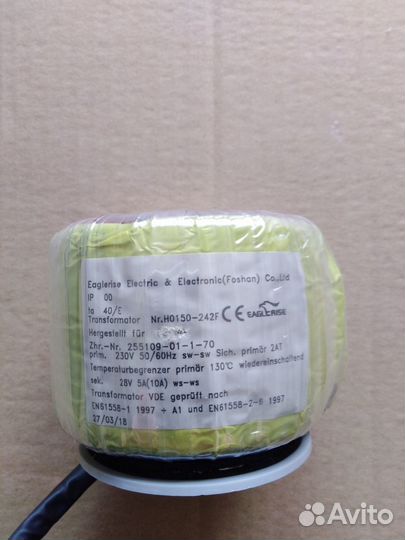 Eaglerise Electric & Electronic(Foshan) Co.,Ltd
IP 00
ta 40/E
Transformator Nr.H0150-242F CE EAGLERISE
Hergestellt für
Zhr.-Nr. 255109-01-1-70
prim. 230V 50/60Hz sw-sw Sich. primär 2AT
Temperaturbegrenzer primär 130℃ wiedereinschaltend
sek. 28V 5A(10A) ws-ws
Transformator VDE geprüft nach
EN61558-1 1997 + A1 und EN61558-2-6 1997
27/03/18
Avito